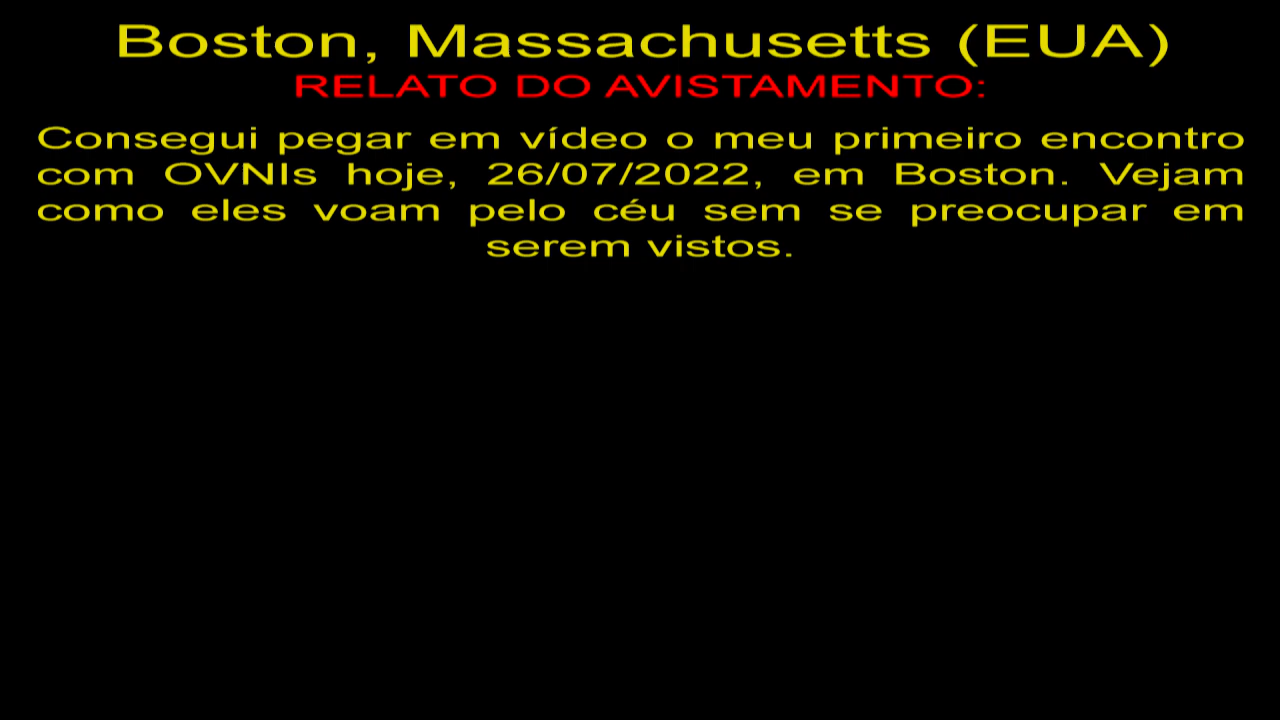 Boston, Massachusetts (EUA)
RELATO DO AVISTAMENTO:
Consegui pegar em vídeo o meu primeiro encontro
com OVNIs hoje, 26/07/2022, em Boston. Vejam
como eles voam pelo céu sem se preocupar em
serem vistos.